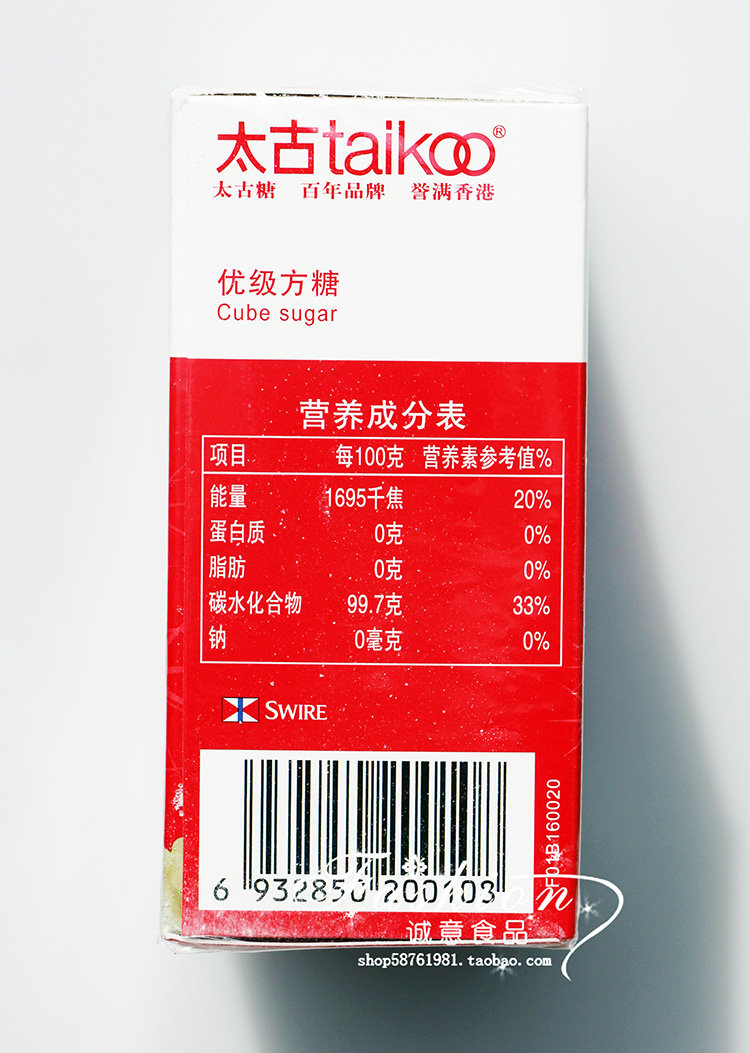 太古taikoo®
太古糖 百年品牌 誉满香港
优级方糖
Cube sugar
营养成分表
项目 每100克 营养素参考值%
能量 1695千焦 20%
蛋白质 0克 0%
脂肪 0克 0%
碳水化合物 99.7克 33%
钠 0毫克 0%
SWIRE
F01B160020
6 932850 200103
Fashion
诚意食品
shop58761981.taobao.com